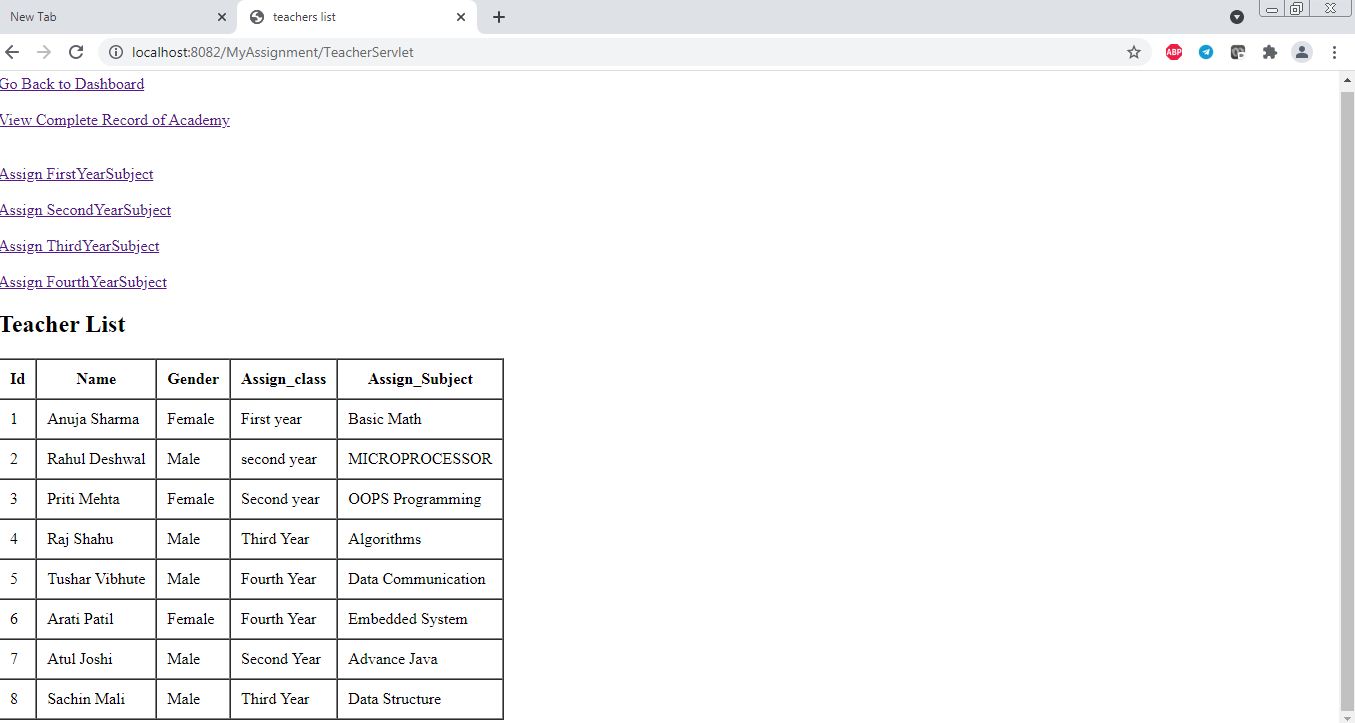 New Tab
teachers list
localhost:8082/MyAssignment/TeacherServlet
ABP
Go Back to Dashboard
View Complete Record of Academy
Assign FirstYearSubject
Assign SecondYearSubject
Assign ThirdYearSubject
Assign FourthYearSubject
Teacher List
Id Name Gender Assign_class Assign_Subject
1 Anuja Sharma Female First year Basic Math
2 Rahul Deshwal Male second year MICROPROCESSOR
3 Priti Mehta Female Second year OOPS Programming
4 Raj Shahu Male Third Year Algorithms
5 Tushar Vibhute Male Fourth Year Data Communication
6 Arati Patil Female Fourth Year Embedded System
7 Atul Joshi Male Second Year Advance Java
8 Sachin Mali Male Third Year Data Structure